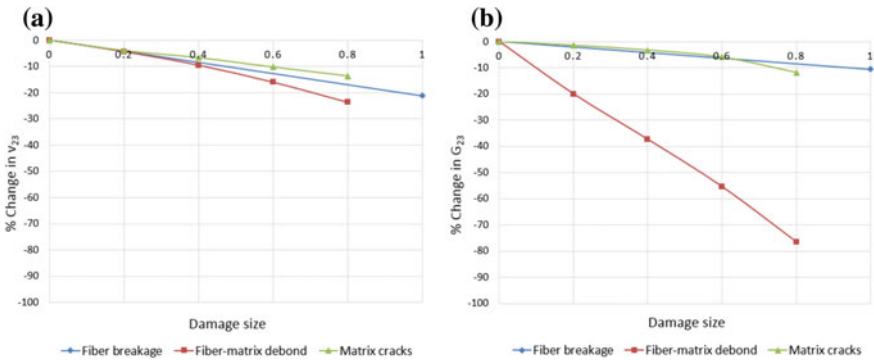 (a)
0
-10
-20
-30
-40
-50
-60
-70
-80
-90
-100
0
0.2
0.4
0.6
0.8
1
% Change in ν₂₃
Damage size
Fiber breakage
Fiber-matrix debond
Matrix cracks
(b)
0
-10
-20
-30
-40
-50
-60
-70
-80
-90
-100
0
0.2
0.4
0.6
0.8
1
% Change in G₂₃
Damage size
Fiber breakage
Fiber-matrix debond
Matrix cracks